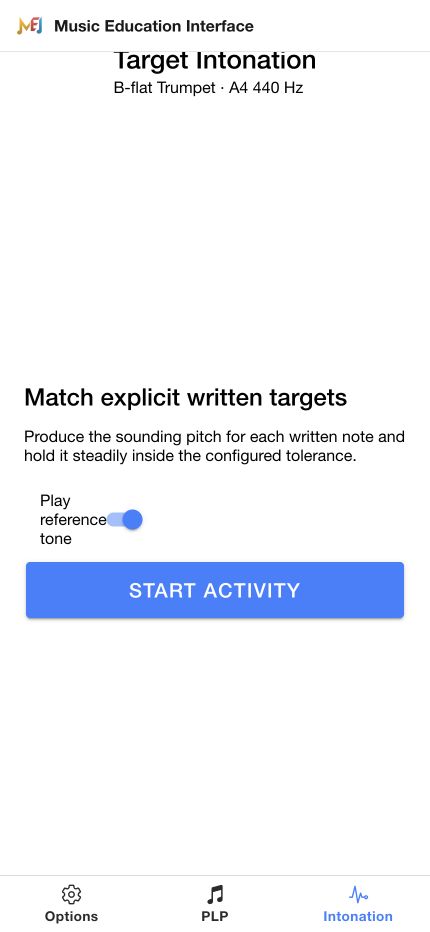 Music Education Interface
Target Intonation
B-flat Trumpet · A4 440 Hz
Match explicit written targets
Produce the sounding pitch for each written note and
hold it steadily inside the configured tolerance.
Play
reference
tone
START ACTIVITY
Options
PLP
Intonation